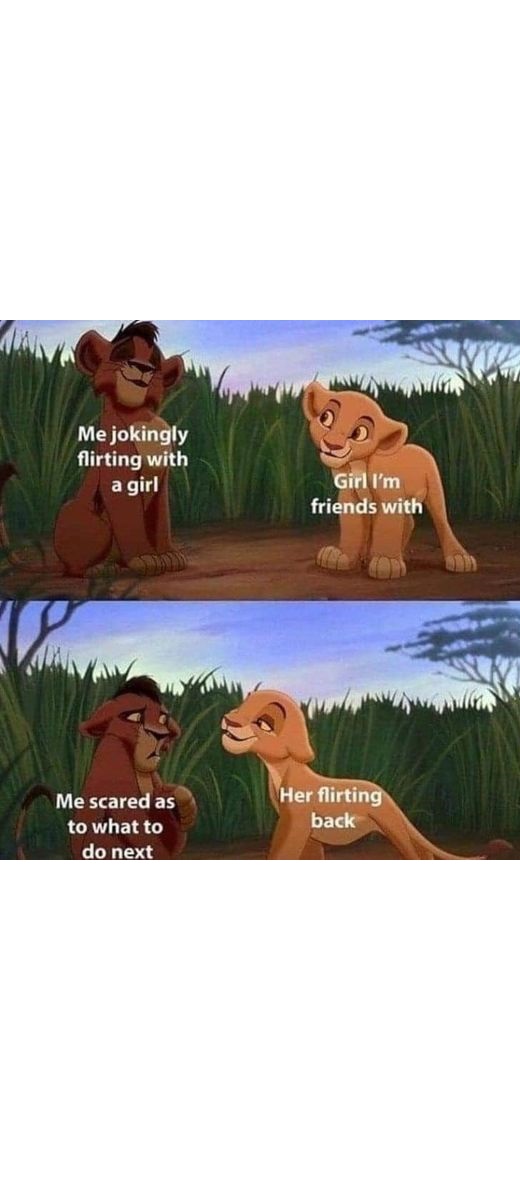 Me jokingly
flirting with
a girl
Girl I'm
friends with
Me scared as
to what to
do next
Her flirting
back